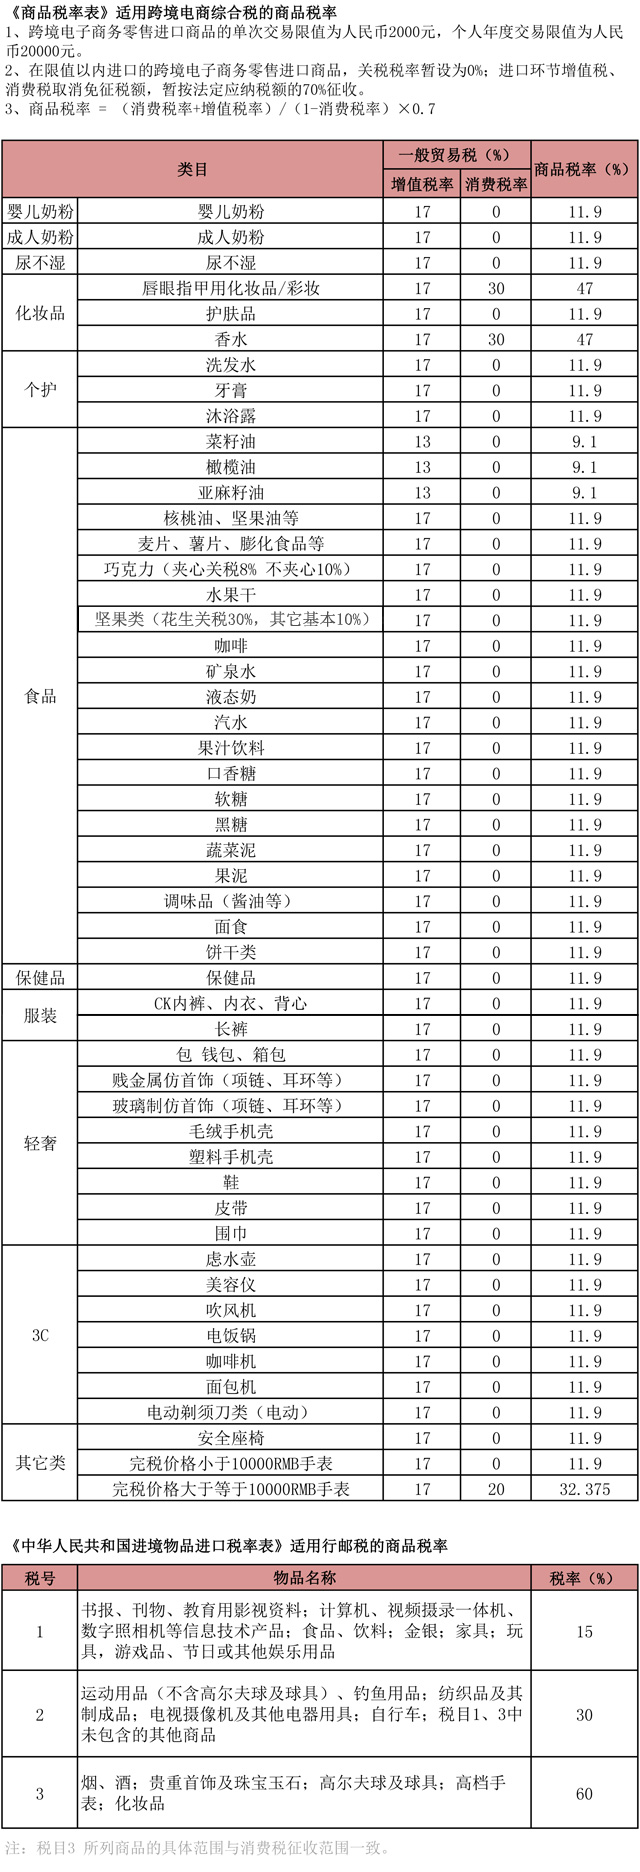 《商品税率表》适用跨境电商综合税的商品税率
1、跨境电子商务零售进口商品的单次交易限值为人民币2000元，个人年度交易限值为人民
币20000元。
2、在限值以内进口的跨境电子商务零售进口商品，关税税率暂设为0%；进口环节增值税、
消费税取消免征税额，暂按法定应纳税额的70%征收。
3、商品税率 = （消费税率+增值税率）/（1-消费税率）×0.7
类目 一般贸易税（%） 商品税率（%）
增值税率 消费税率
婴儿奶粉 婴儿奶粉 17 0 11.9
成人奶粉 成人奶粉 17 0 11.9
尿不湿 尿不湿 17 0 11.9
化妆品 唇眼指甲用化妆品/彩妆 17 30 47
护肤品 17 0 11.9
香水 17 30 47
个护 洗发水 17 0 11.9
牙膏 17 0 11.9
沐浴露 17 0 11.9
食品 菜籽油 13 0 9.1
橄榄油 13 0 9.1
亚麻籽油 13 0 9.1
核桃油、坚果油等 17 0 11.9
麦片、薯片、膨化食品等 17 0 11.9
巧克力（夹心关税8% 不夹心10%） 17 0 11.9
水果干 17 0 11.9
坚果类（花生关税30%，其它基本10%） 17 0 11.9
咖啡 17 0 11.9
矿泉水 17 0 11.9
液态奶 17 0 11.9
汽水 17 0 11.9
果汁饮料 17 0 11.9
口香糖 17 0 11.9
软糖 17 0 11.9
黑糖 17 0 11.9
蔬菜泥 17 0 11.9
果泥 17 0 11.9
调味品（酱油等） 17 0 11.9
面食 17 0 11.9
饼干类 17 0 11.9
保健品 保健品 17 0 11.9
服装 CK内裤、内衣、背心 17 0 11.9
长裤 17 0 11.9
轻奢 包 钱包、箱包 17 0 11.9
贱金属仿首饰（项链、耳环等） 17 0 11.9
玻璃制仿首饰（项链、耳环等） 17 0 11.9
毛绒手机壳 17 0 11.9
塑料手机壳 17 0 11.9
鞋 17 0 11.9
皮带 17 0 11.9
围巾 17 0 11.9
3C 虑水壶 17 0 11.9
美容仪 17 0 11.9
吹风机 17 0 11.9
电饭锅 17 0 11.9
咖啡机 17 0 11.9
面包机 17 0 11.9
电动剃须刀类（电动） 17 0 11.9
其它类 安全座椅 17 0 11.9
完税价格小于10000RMB手表 17 0 11.9
完税价格大于等于10000RMB手表 17 20 32.375
《中华人民共和国进境物品进口税率表》适用行邮税的商品税率
税号 物品名称 税率（%）
1 书报、刊物、教育用影视资料；计算机、视频摄录一体机、
数字照相机等信息技术产品；食品、饮料；金银；家具；玩
具，游戏品、节日或其他娱乐用品 15
2 运动用品（不含高尔夫球及球具）、钓鱼用品；纺织品及其
制成品；电视摄像机及其他电器用具；自行车；税目1、3中
未包含的其他商品 30
3 烟、酒；贵重首饰及珠宝玉石；高尔夫球及球具；高档手
表；化妆品 60
注：税目3 所列商品的具体范围与消费税征收范围一致。